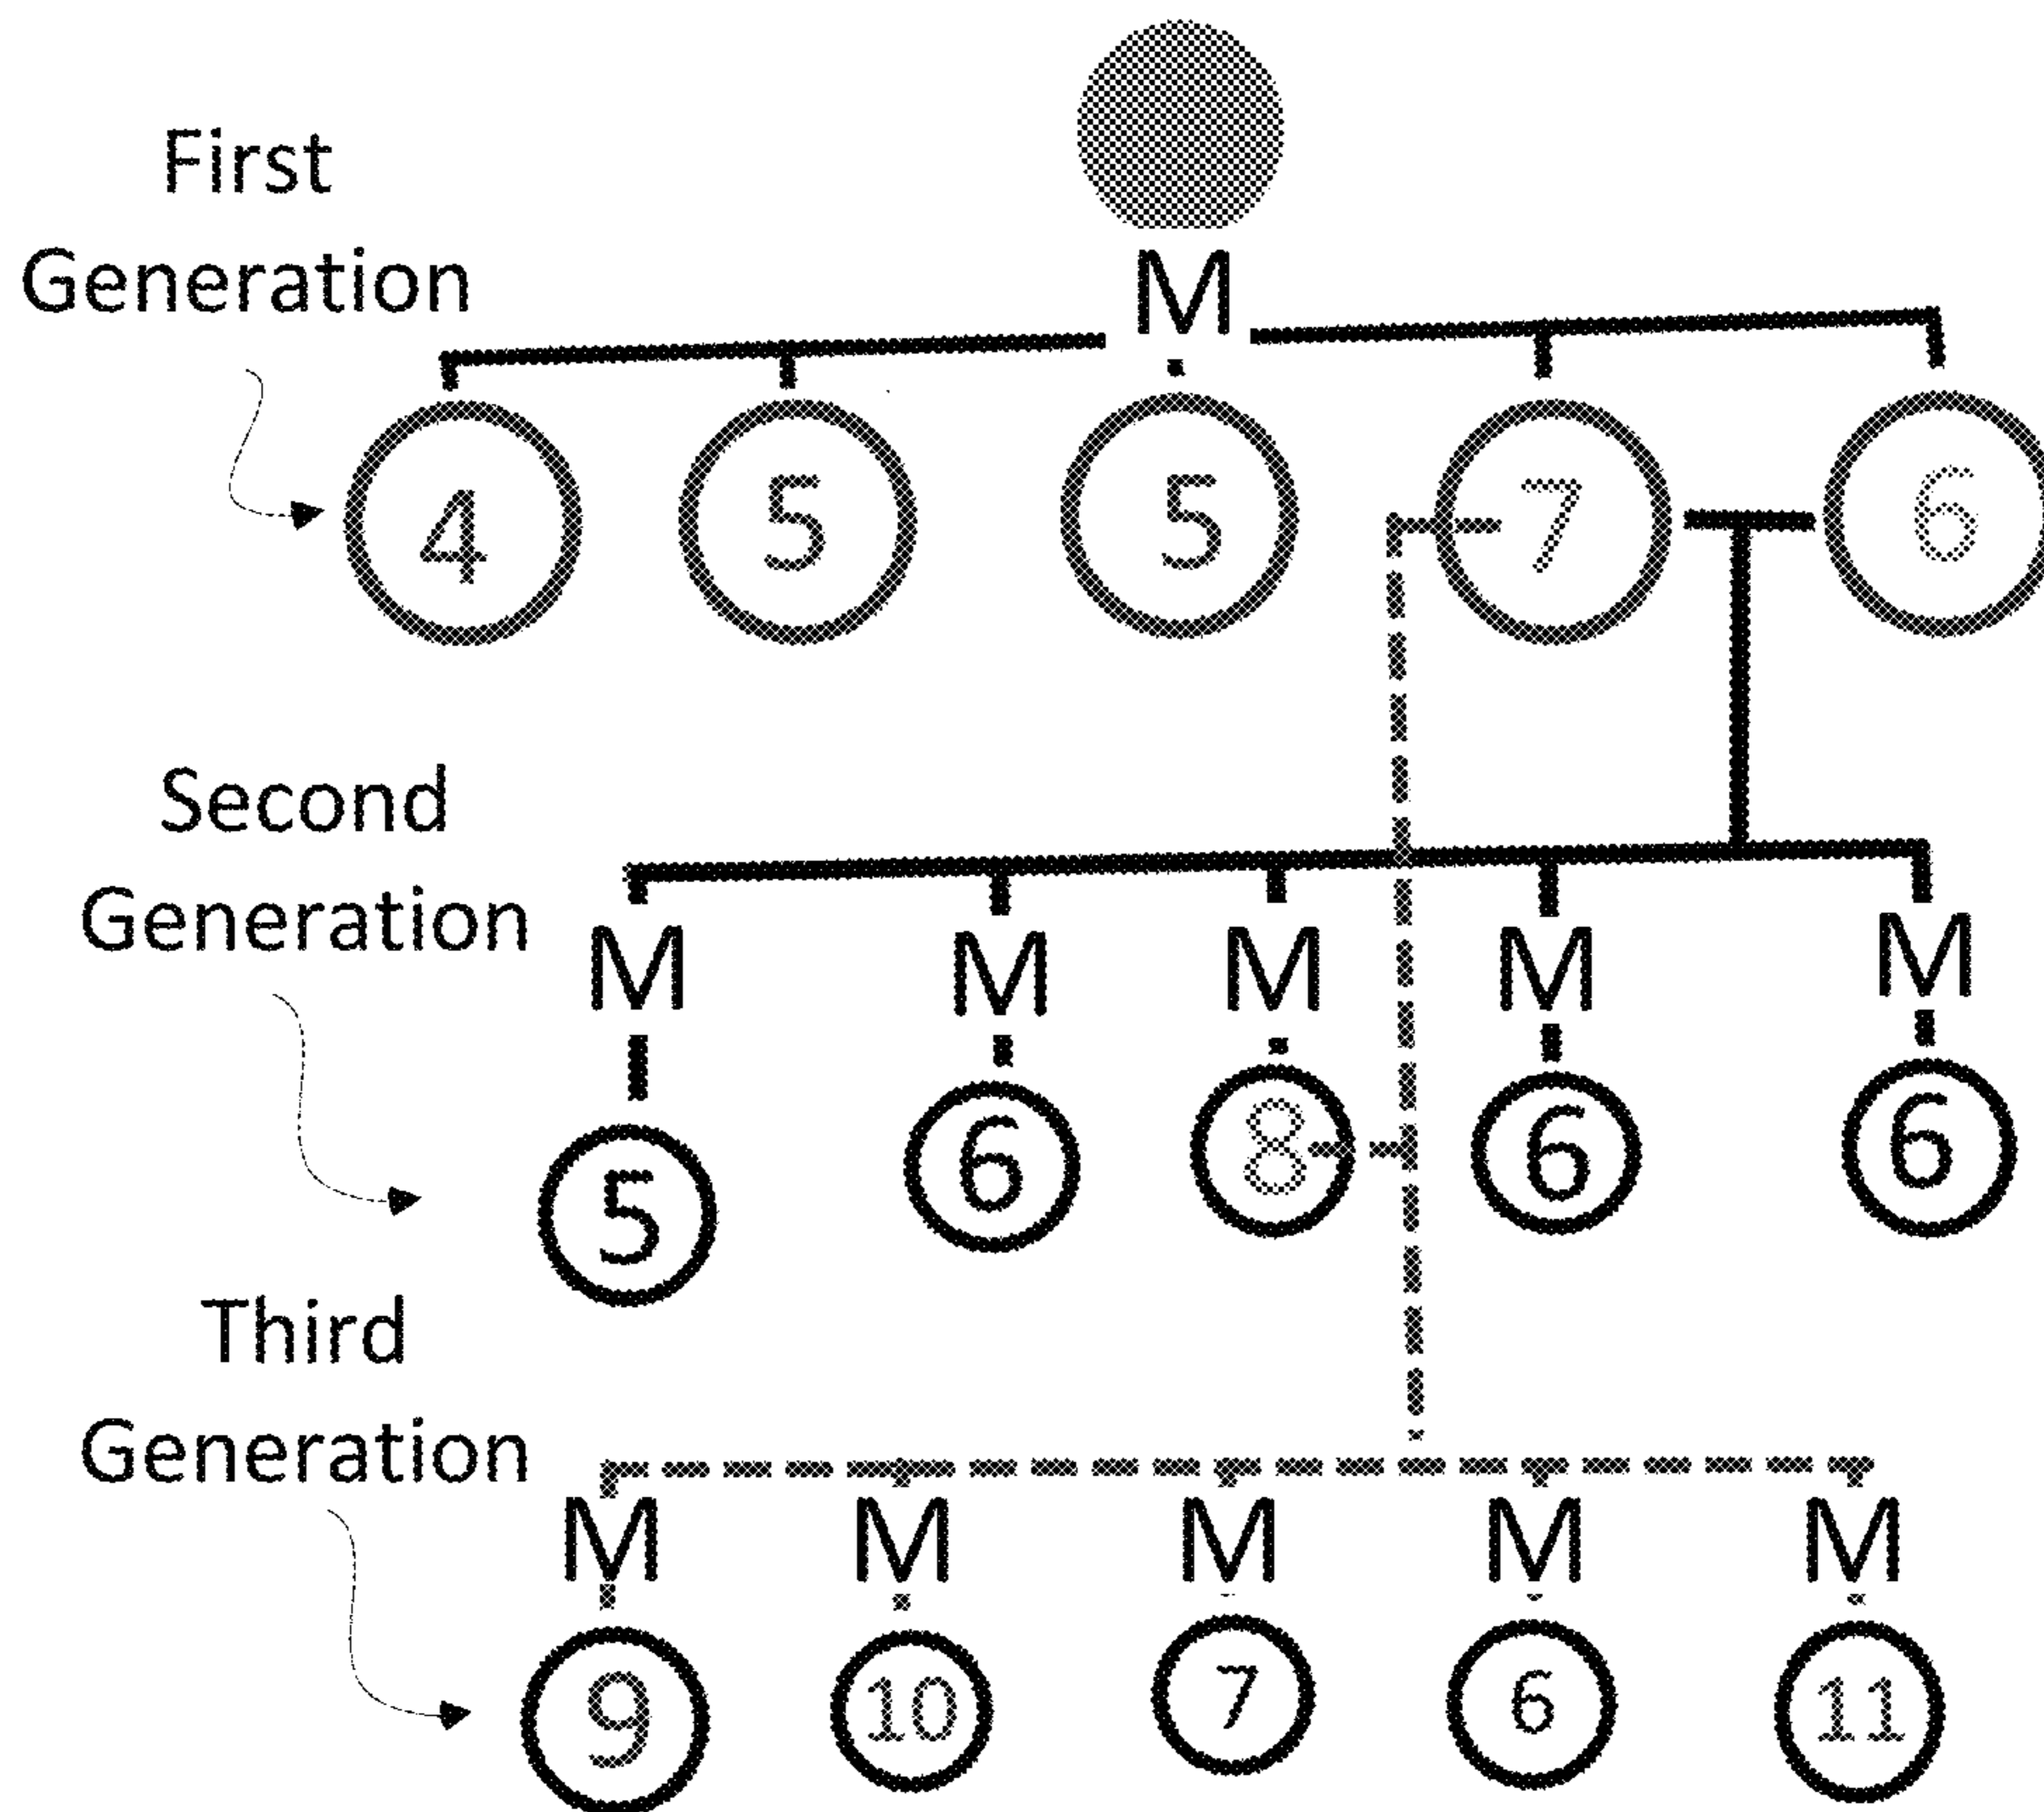 First
Generation
M
4 5 5 7 6
Second
Generation
M M M M M
5 6 8 6 6
Third
Generation
M M M M M
9 10 7 6 11